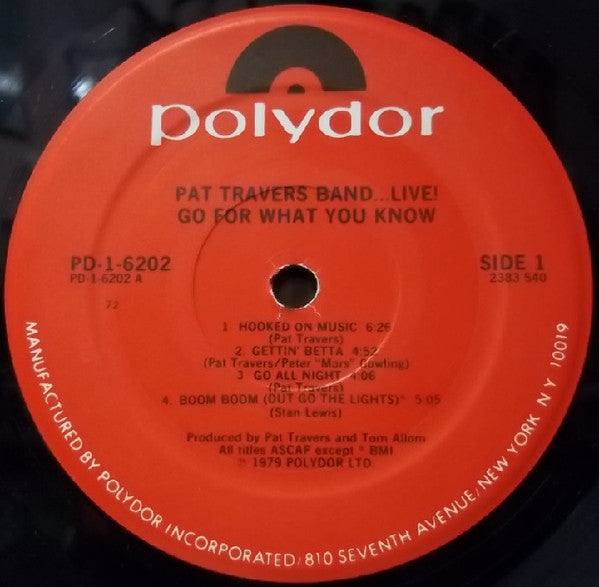 polydor
PAT TRAVERS BAND...LIVE!
GO FOR WHAT YOU KNOW
PD-1-6202
PD-1-6202 A
SIDE 1
2383 540
72
1. HOOKED ON MUSIC 6:26
(Pat Travers)
2. GETTIN' BETTA 4:52
(Pat Travers/Peter "Mars" Cowling)
3. GO ALL NIGHT 4:06
(Pat Travers)
4. BOOM BOOM (OUT GO THE LIGHTS)* 5:05
(Stan Lewis)
Produced by Pat Travers and Tom Allom
All titles ASCAP except * BMI
℗ 1979 POLYDOR LTD.
MANUFACTURED BY POLYDOR INCORPORATED/810 SEVENTH AVENUE/NEW YORK NY 10019